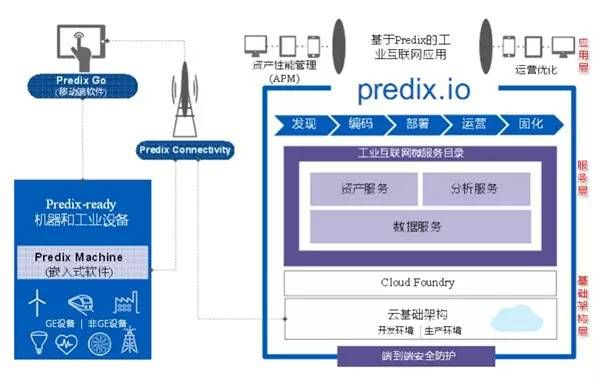 Predix Go
(移动端软件)
Predix Connectivity
Predix-ready
机器和工业设备
Predix Machine
(嵌入式软件)
GE设备 | 非GE设备
资产性能管理
(APM)
基于Predix的工
业互联网应用
运营优化
应用层
predix.io
发现
编码
部署
运营
固化
工业互联网微服务目录
资产服务
分析服务
数据服务
服务层
Cloud Foundry
云基础架构
开发环境 | 生产环境
基础架构层
端到端安全防护